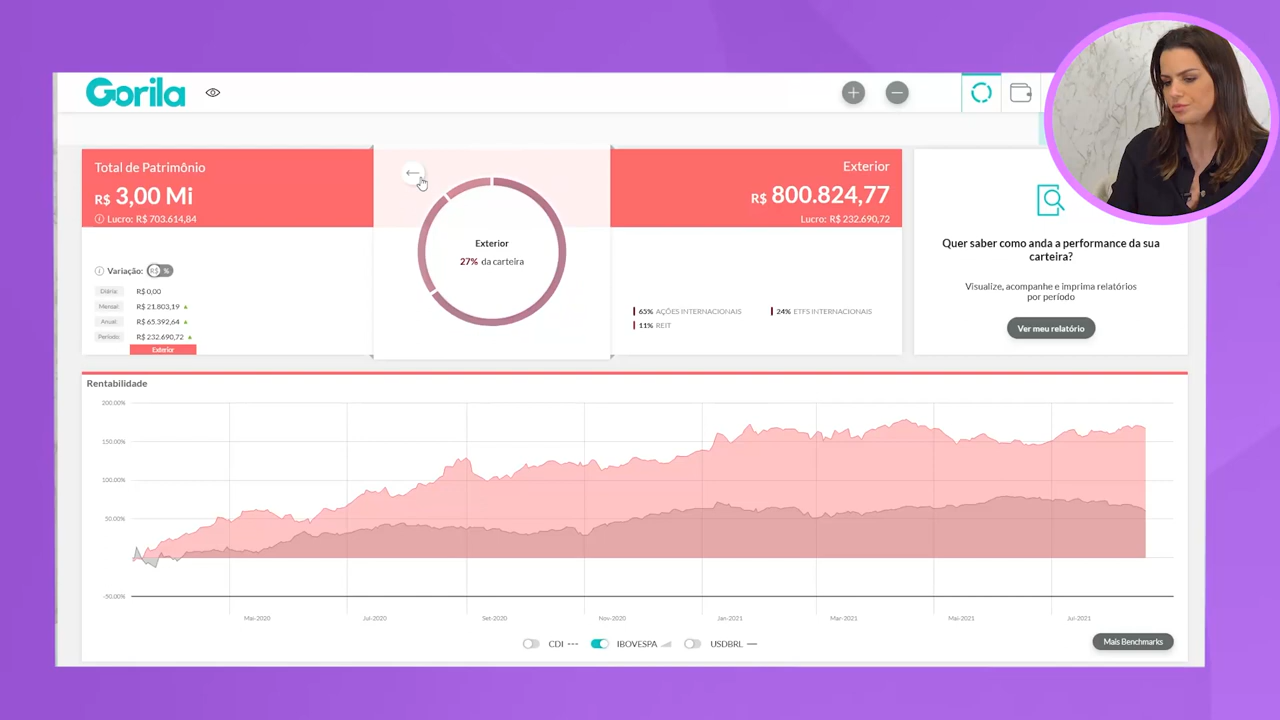 Gorila
Total de Patrimônio
R$ 3,00 Mi
Lucro: R$ 703.614,84
Exterior
R$ 800.824,77
Lucro: R$ 232.690,72
Exterior
27% da carteira
Variação: R$ %
Diária R$ 0,00
Mensal R$ 21.803,19
Anual R$ 65.392,64
Período R$ 232.690,72
Exterior
65% AÇÕES INTERNACIONAIS
24% ETFS INTERNACIONAIS
11% REIT
Quer saber como anda a performance da sua
carteira?
Visualize, acompanhe e imprima relatórios
por período
Ver meu relatório
Rentabilidade
200.00%
150.00%
100.00%
50.00%
0.00%
-50.00%
Mai-2020 Jul-2020 Set-2020 Nov-2020 Jan-2021 Mar-2021 Mai-2021 Jul-2021
CDI IBOVESPA USDBRL
Mais Benchmarks